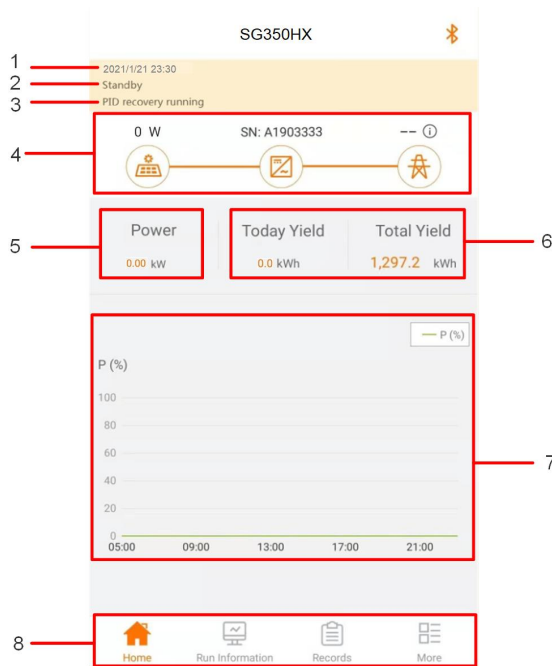 SG350HX
1
2021/1/21 23:30
2
Standby
3
PID recovery running
4
0 W SN: A1903333 --
5
Power Today Yield Total Yield
6
0.00 kW 0.0 kWh 1,297.2 kWh
P (%)
P (%)
100
80
60
7
40
20
0
05:00 09:00 13:00 17:00 21:00
8
Home Run Information Records More